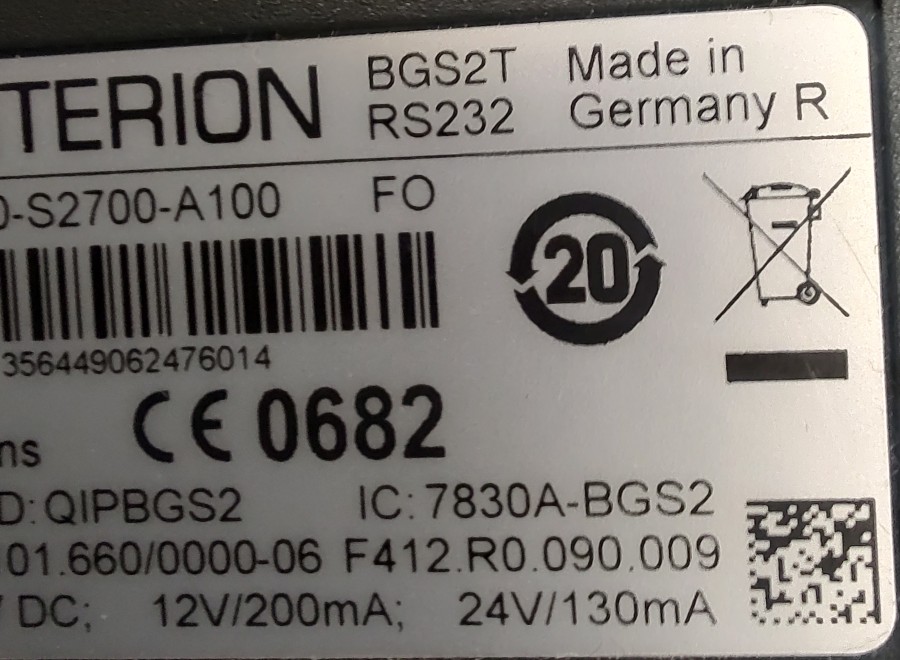 TERION BGS2T Made in
RS232 Germany R
0-S2700-A100 FO
20
356449062476014
ns CE 0682
D: QIPBGS2 IC: 7830A-BGS2
01.660/0000-06 F412.R0.090.009
DC; 12V/200mA; 24V/130mA